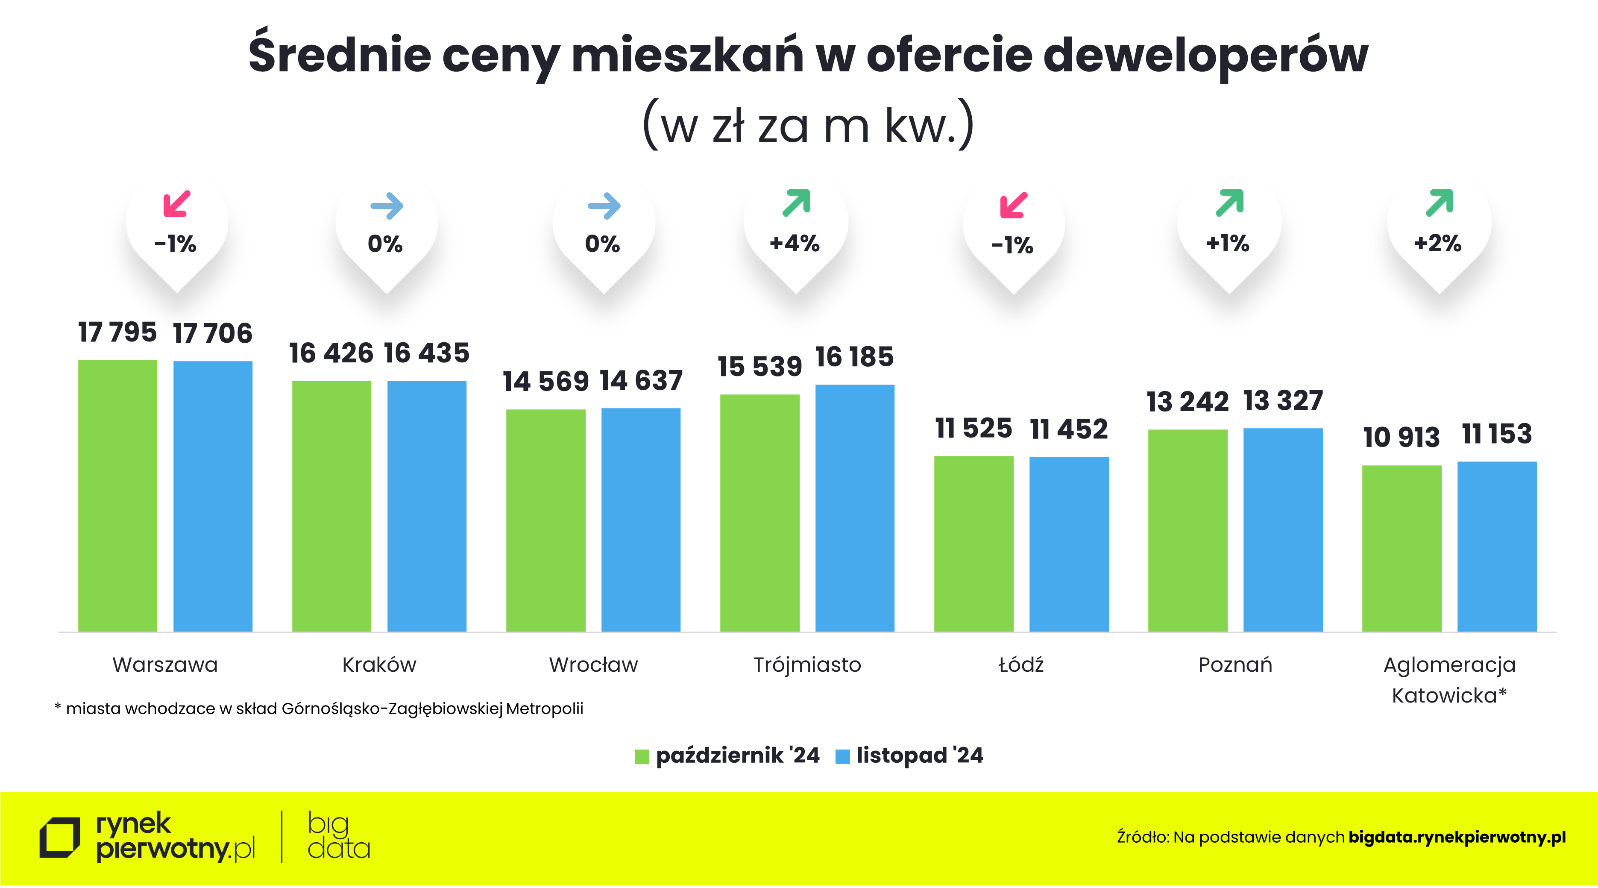 Średnie ceny mieszkań w ofercie deweloperów
(w zł za m kw.)
-1% 0% 0% +4% -1% +1% +2%
17 795 17 706 16 426 16 435 14 569 14 637 15 539 16 185 11 525 11 452 13 242 13 327 10 913 11 153
Warszawa Kraków Wrocław Trójmiasto Łódź Poznań Aglomeracja
Katowicka*
* miasta wchodzace w skład Górnośląsko-Zagłębiowskiej Metropolii
październik '24 listopad '24
rynek
pierwotny.pl
big
data
Źródło: Na podstawie danych bigdata.rynekpierwotny.pl